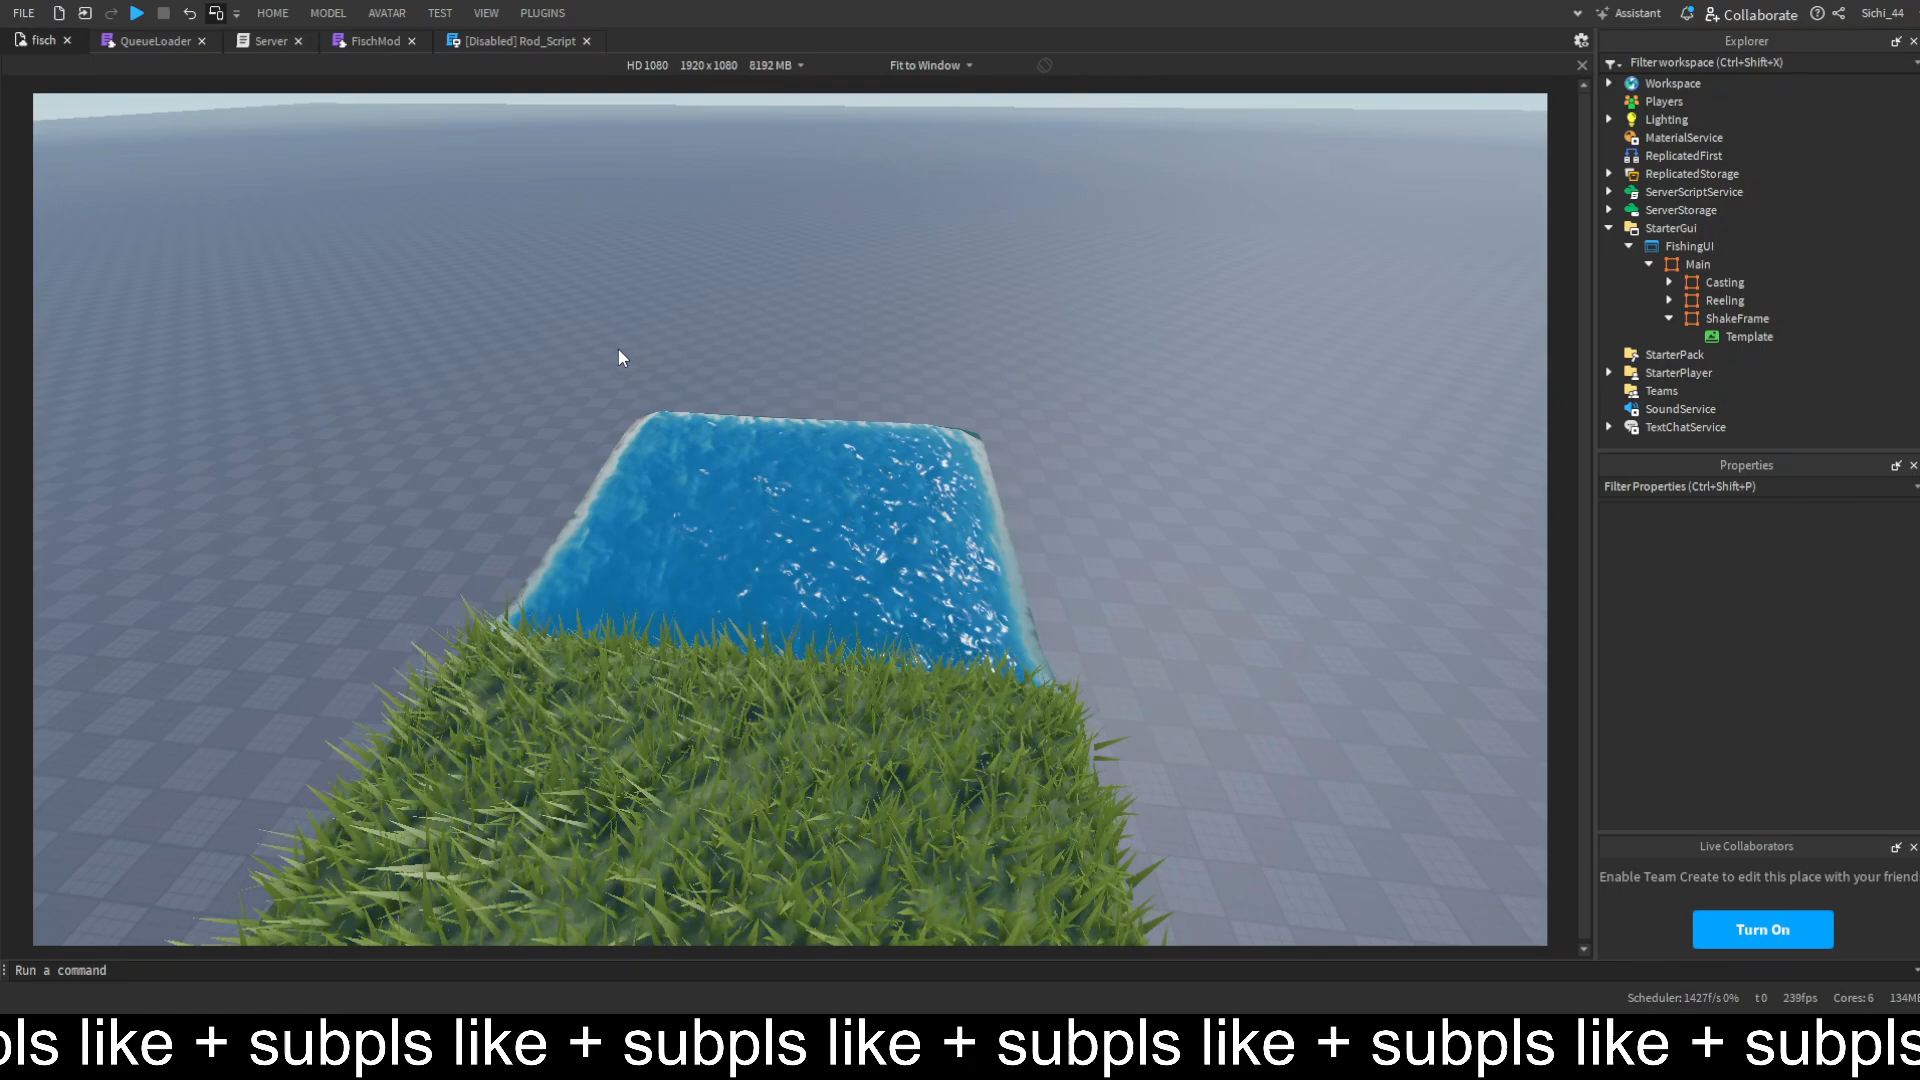 FILE HOME MODEL AVATAR TEST VIEW PLUGINS Assistant Collaborate Sichi_44
fisch QueueLoader Server FischMod [Disabled] Rod_Script
HD 1080 1920 x 1080 8192 MB Fit to Window
Explorer
Filter workspace (Ctrl+Shift+X)
Workspace
Players
Lighting
MaterialService
ReplicatedFirst
ReplicatedStorage
ServerScriptService
ServerStorage
StarterGui
FishingUI
Main
Casting
Reeling
ShakeFrame
Template
StarterPack
StarterPlayer
Teams
SoundService
TextChatService
Properties
Filter Properties (Ctrl+Shift+P)
Live Collaborators
Enable Team Create to edit this place with your friend
Turn On
Run a command
Scheduler: 1427f/s 0% t 0 239fps Cores: 6 134ME
pls like + subpls like + subpls like + subpls like + subpls like + subpls